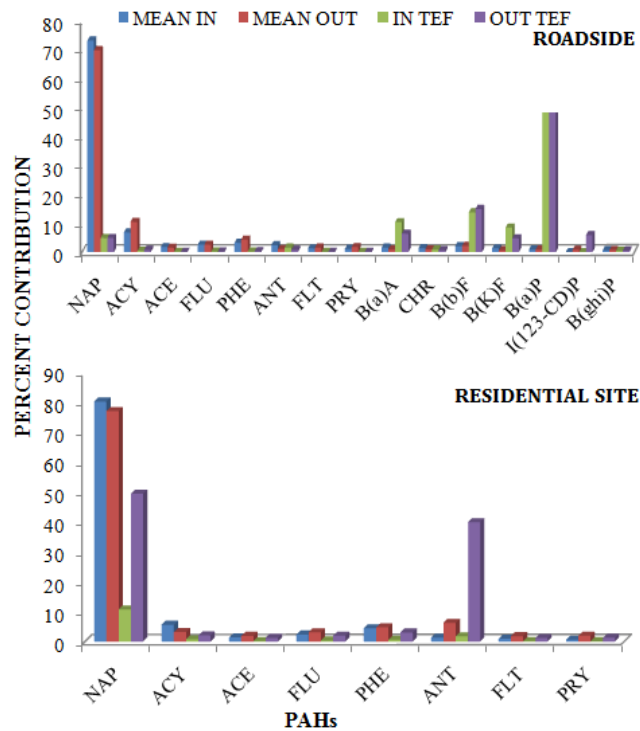 MEAN IN MEAN OUT IN TEF OUT TEF
ROADSIDE
80
70
60
50
40
30
20
10
0
NAP ACY ACE FLU PHE ANT FLT PRY B(a)A CHR B(b)F B(K)F B(a)P I(123-CD)P B(ghi)P
PERCENT CONTRIBUTION
RESIDENTIAL SITE
90
80
70
60
50
40
30
20
10
0
NAP ACY ACE FLU PHE ANT FLT PRY
PAHs